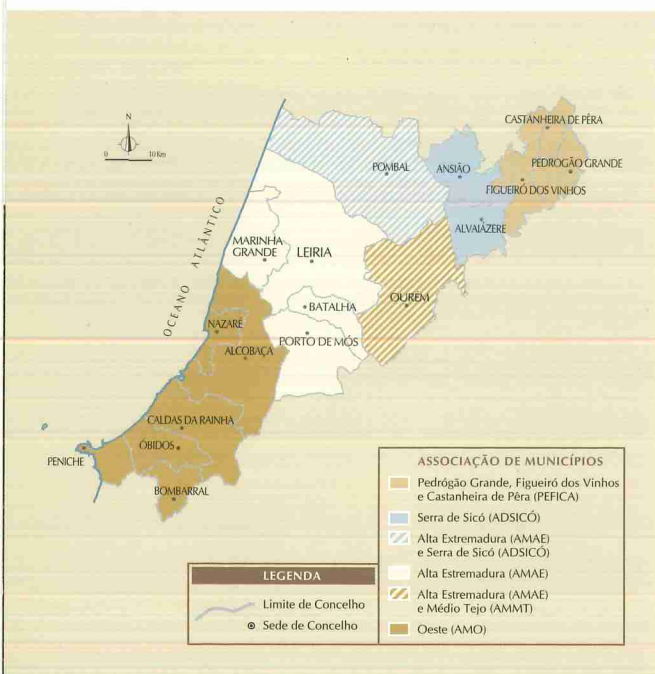 N
0 10 Km
OCEANO ATLÂNTICO
CASTANHEIRA DE PÊRA
PEDROGÃO GRANDE
POMBAL
ANSIÃO
FIGUEIRÓ DOS VINHOS
ALVAIÁZERE
MARINHA
GRANDE
LEIRIA
OURÉM
BATALHA
NAZARÉ
PORTO DE MÓS
ALCOBAÇA
CALDAS DA RAINHA
ÓBIDOS
PENICHE
BOMBARRAL
ASSOCIAÇÃO DE MUNICÍPIOS
Pedrógão Grande, Figueiró dos Vinhos
e Castanheira de Pêra (PEFICA)
Serra de Sicó (ADSICÓ)
Alta Extremadura (AMAE)
e Serra de Sicó (ADSICÓ)
Alta Estremadura (AMAE)
Alta Estremadura (AMAE)
e Médio Tejo (AMMT)
Oeste (AMO)
LEGENDA
Limite de Concelho
Sede de Concelho